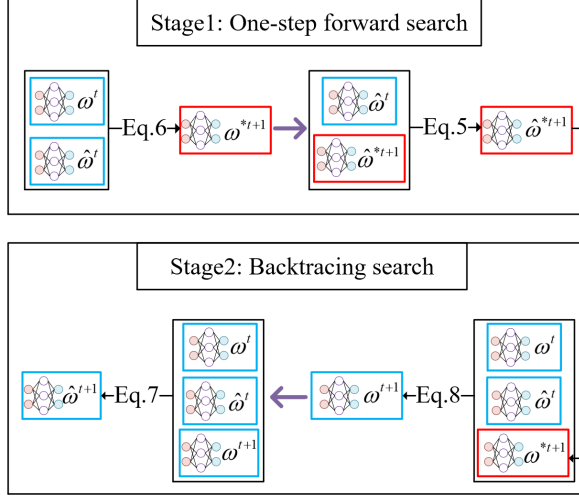 Stage1: One-step forward search
ω^t
ω̂^t
Eq.6
ω^{*t+1}
ω̂^t
ω̂^{*t+1}
Eq.5
ω̂^{*t+1}
Stage2: Backtracing search
ω̂^{t+1}
Eq.7
ω^t
ω̂^t
ω^{t+1}
ω^{t+1}
Eq.8
ω^t
ω̂^t
ω^{*t+1}